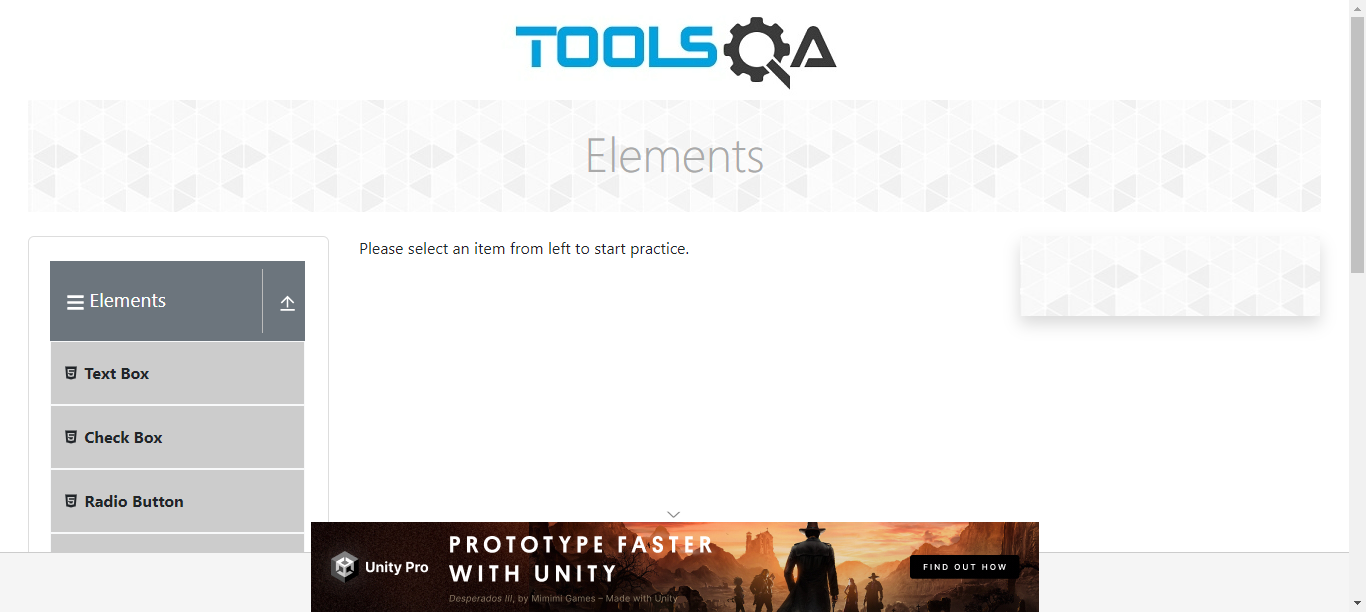 TOOLSQA
Elements
Elements
Text Box
Check Box
Radio Button
Please select an item from left to start practice.
Unity Pro
PROTOTYPE FASTER
WITH UNITY
Desperados III, by Mimimi Games – Made with Unity
FIND OUT HOW